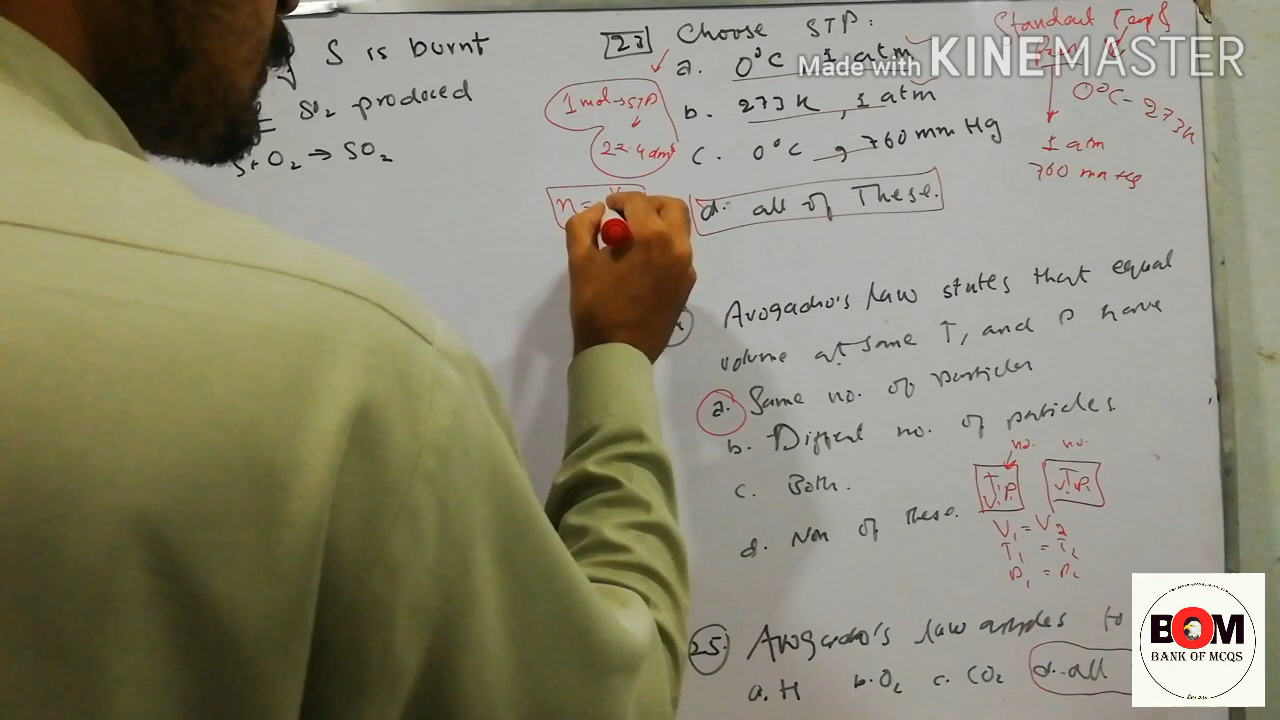 S is burnt
SO2 produced
S + O2 → SO2
23 Choose STP:
a. 0°C, 1 atm
b. 273 K, 1 atm
c. 0°C, 760 mm Hg
d. all of These.
1 mol → STP
22.4 dm³
n =
Standard Temp &
0°C - 273K
1 atm
760 mm Hg
Made with KINEMASTER
Avogadro's law states that equal
volume at same T, and P have
a. Same no. of particles
b. Different no. of particles.
c. Both.
d. Non of these.
no. no.
V1 = V2
T1 = T2
P1 = P2
25. Avogadro's law applies to
a. H b. O2 c. CO2 d. all
BOM
BANK OF MCQS